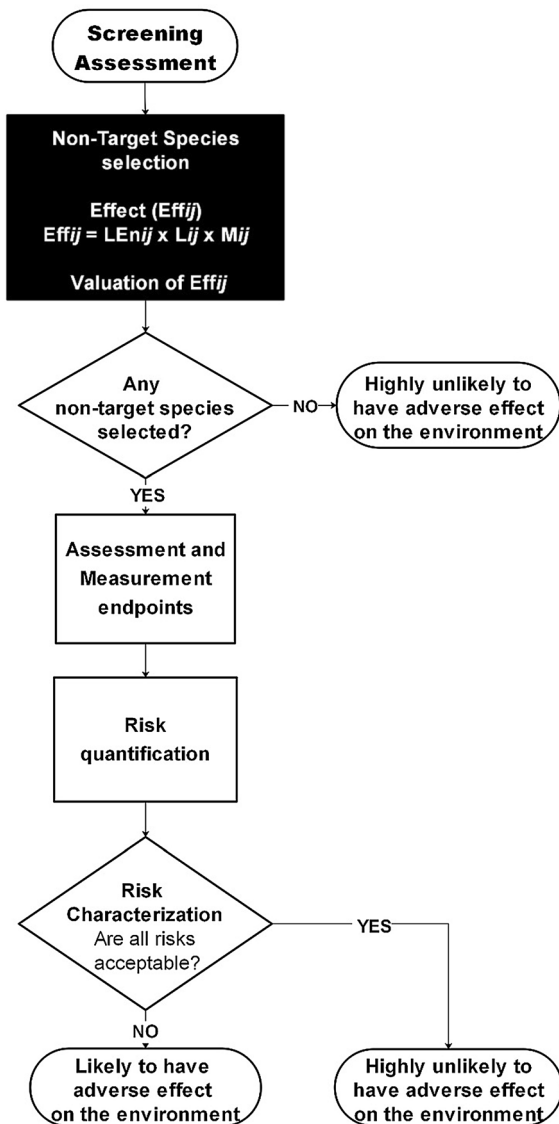 Screening
Assessment
Non-Target Species
selection
Effect (Effij)
Effij = LEnij x Lij x Mij
Valuation of Effij
Any
non-target species
selected?
NO
Highly unlikely to
have adverse effect
on the environment
YES
Assessment and
Measurement
endpoints
Risk
quantification
Risk
Characterization
Are all risks
acceptable?
YES
NO
Likely to have
adverse effect
on the environment
Highly unlikely to
have adverse effect
on the environment